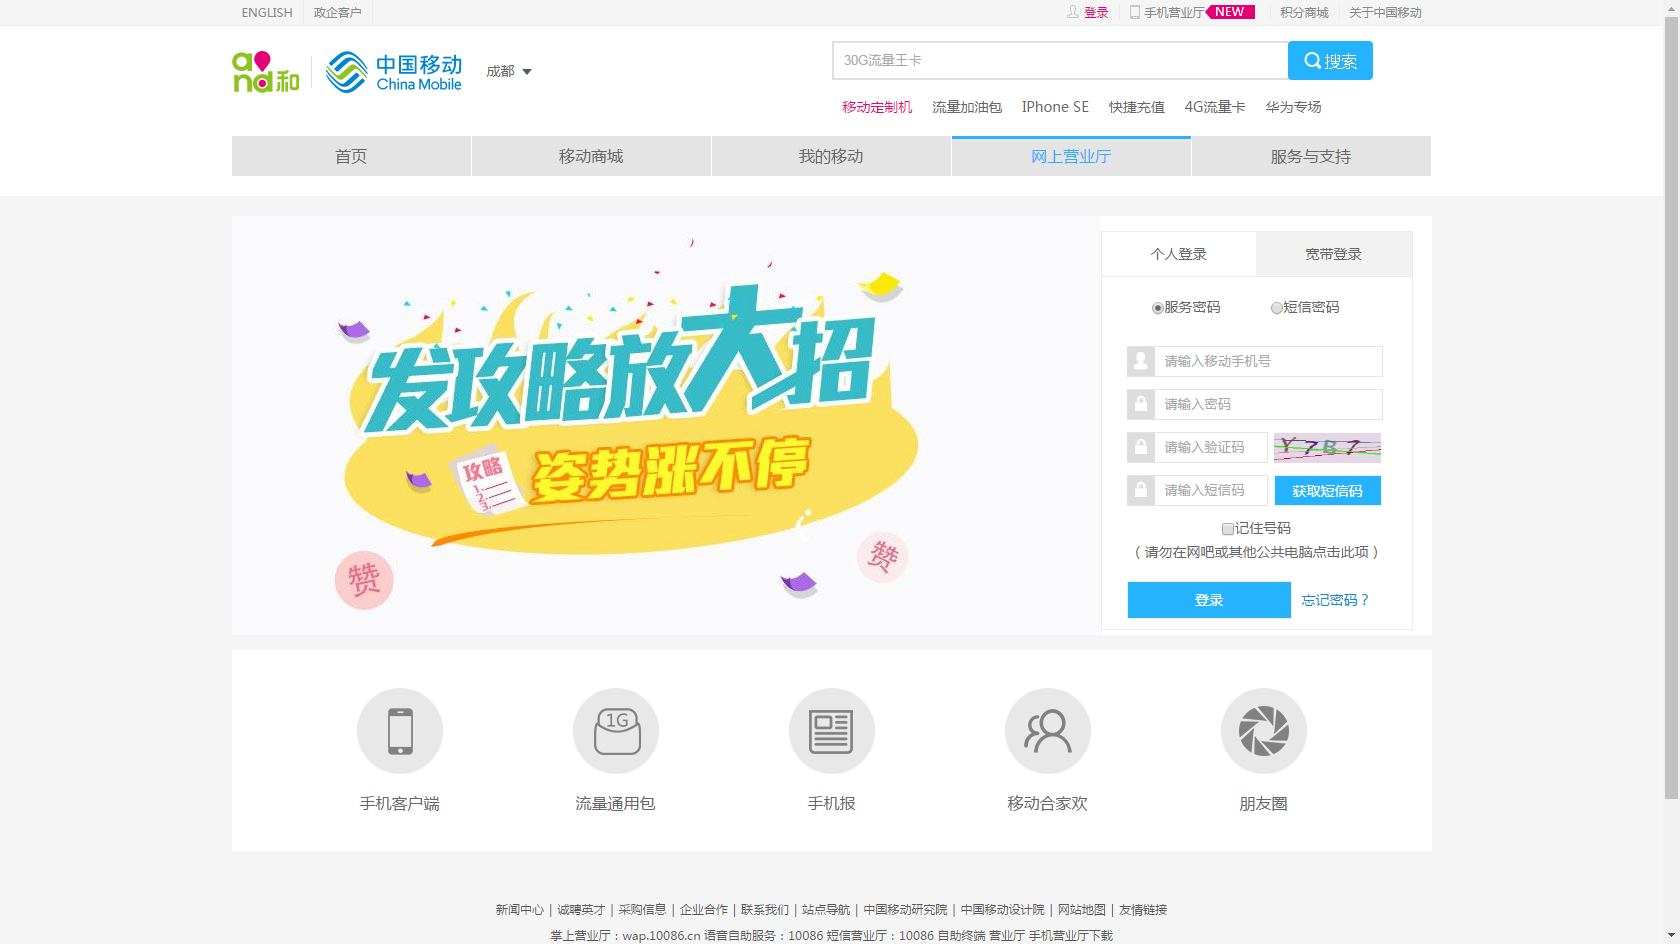 ENGLISH 政企客户 登录 手机营业厅 NEW 积分商城 关于中国移动
and和 中国移动 China Mobile 成都 30G流量王卡 搜索
移动定制机 流量加油包 IPhone SE 快捷充值 4G流量卡 华为专场
首页 移动商城 我的移动 网上营业厅 服务与支持
发攻略放大招
攻略
1.
2.
3.
姿势涨不停
赞
赞
个人登录 宽带登录
服务密码 短信密码
请输入移动手机号
请输入密码
请输入验证码 Y7B7
请输入短信码 获取短信码
记住号码
（请勿在网吧或其他公共电脑点击此项）
登录 忘记密码？
1G
手机客户端 流量通用包 手机报 移动合家欢 朋友圈
新闻中心 | 诚聘英才 | 采购信息 | 企业合作 | 联系我们 | 站点导航 | 中国移动研究院 | 中国移动设计院 | 网站地图 | 友情链接
掌上营业厅：wap.10086.cn 语音自助服务：10086 短信营业厅：10086 自助终端 营业厅 手机营业厅下载